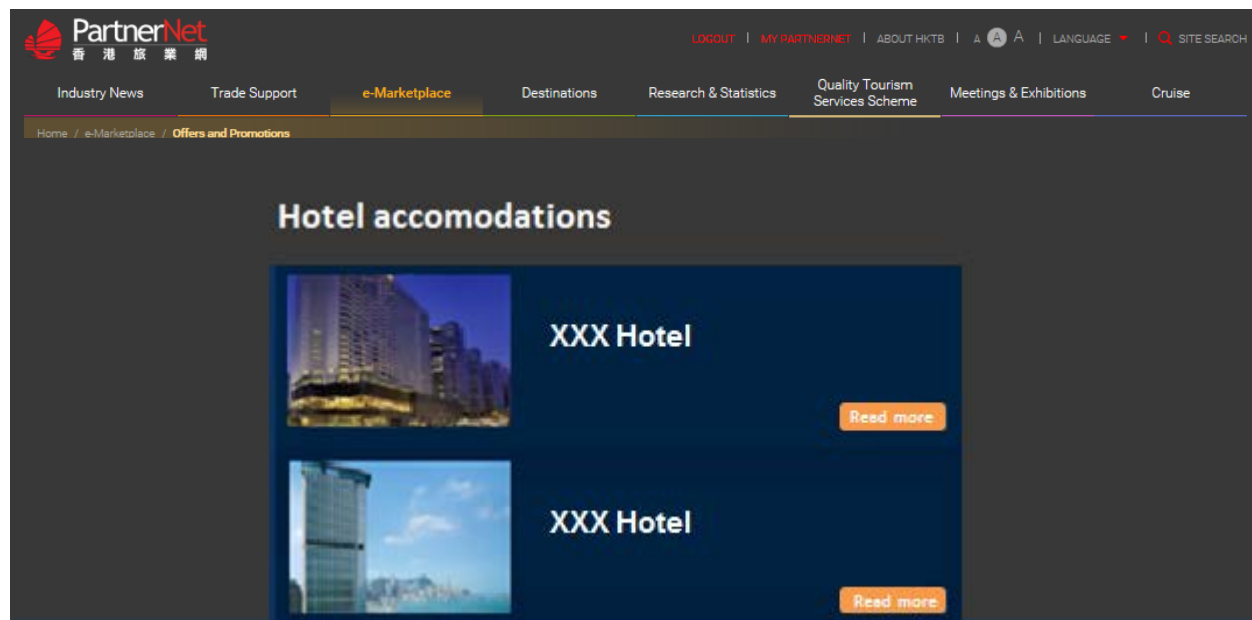 PartnerNet
香港旅業網
LOGOUT | MY PARTNERNET | ABOUT HKTB | A A A | LANGUAGE | SITE SEARCH
Industry News Trade Support e-Marketplace Destinations Research & Statistics Quality Tourism Services Scheme Meetings & Exhibitions Cruise
Home / e-Marketplace / Offers and Promotions
Hotel accomodations
XXX Hotel
Read more
XXX Hotel
Read more